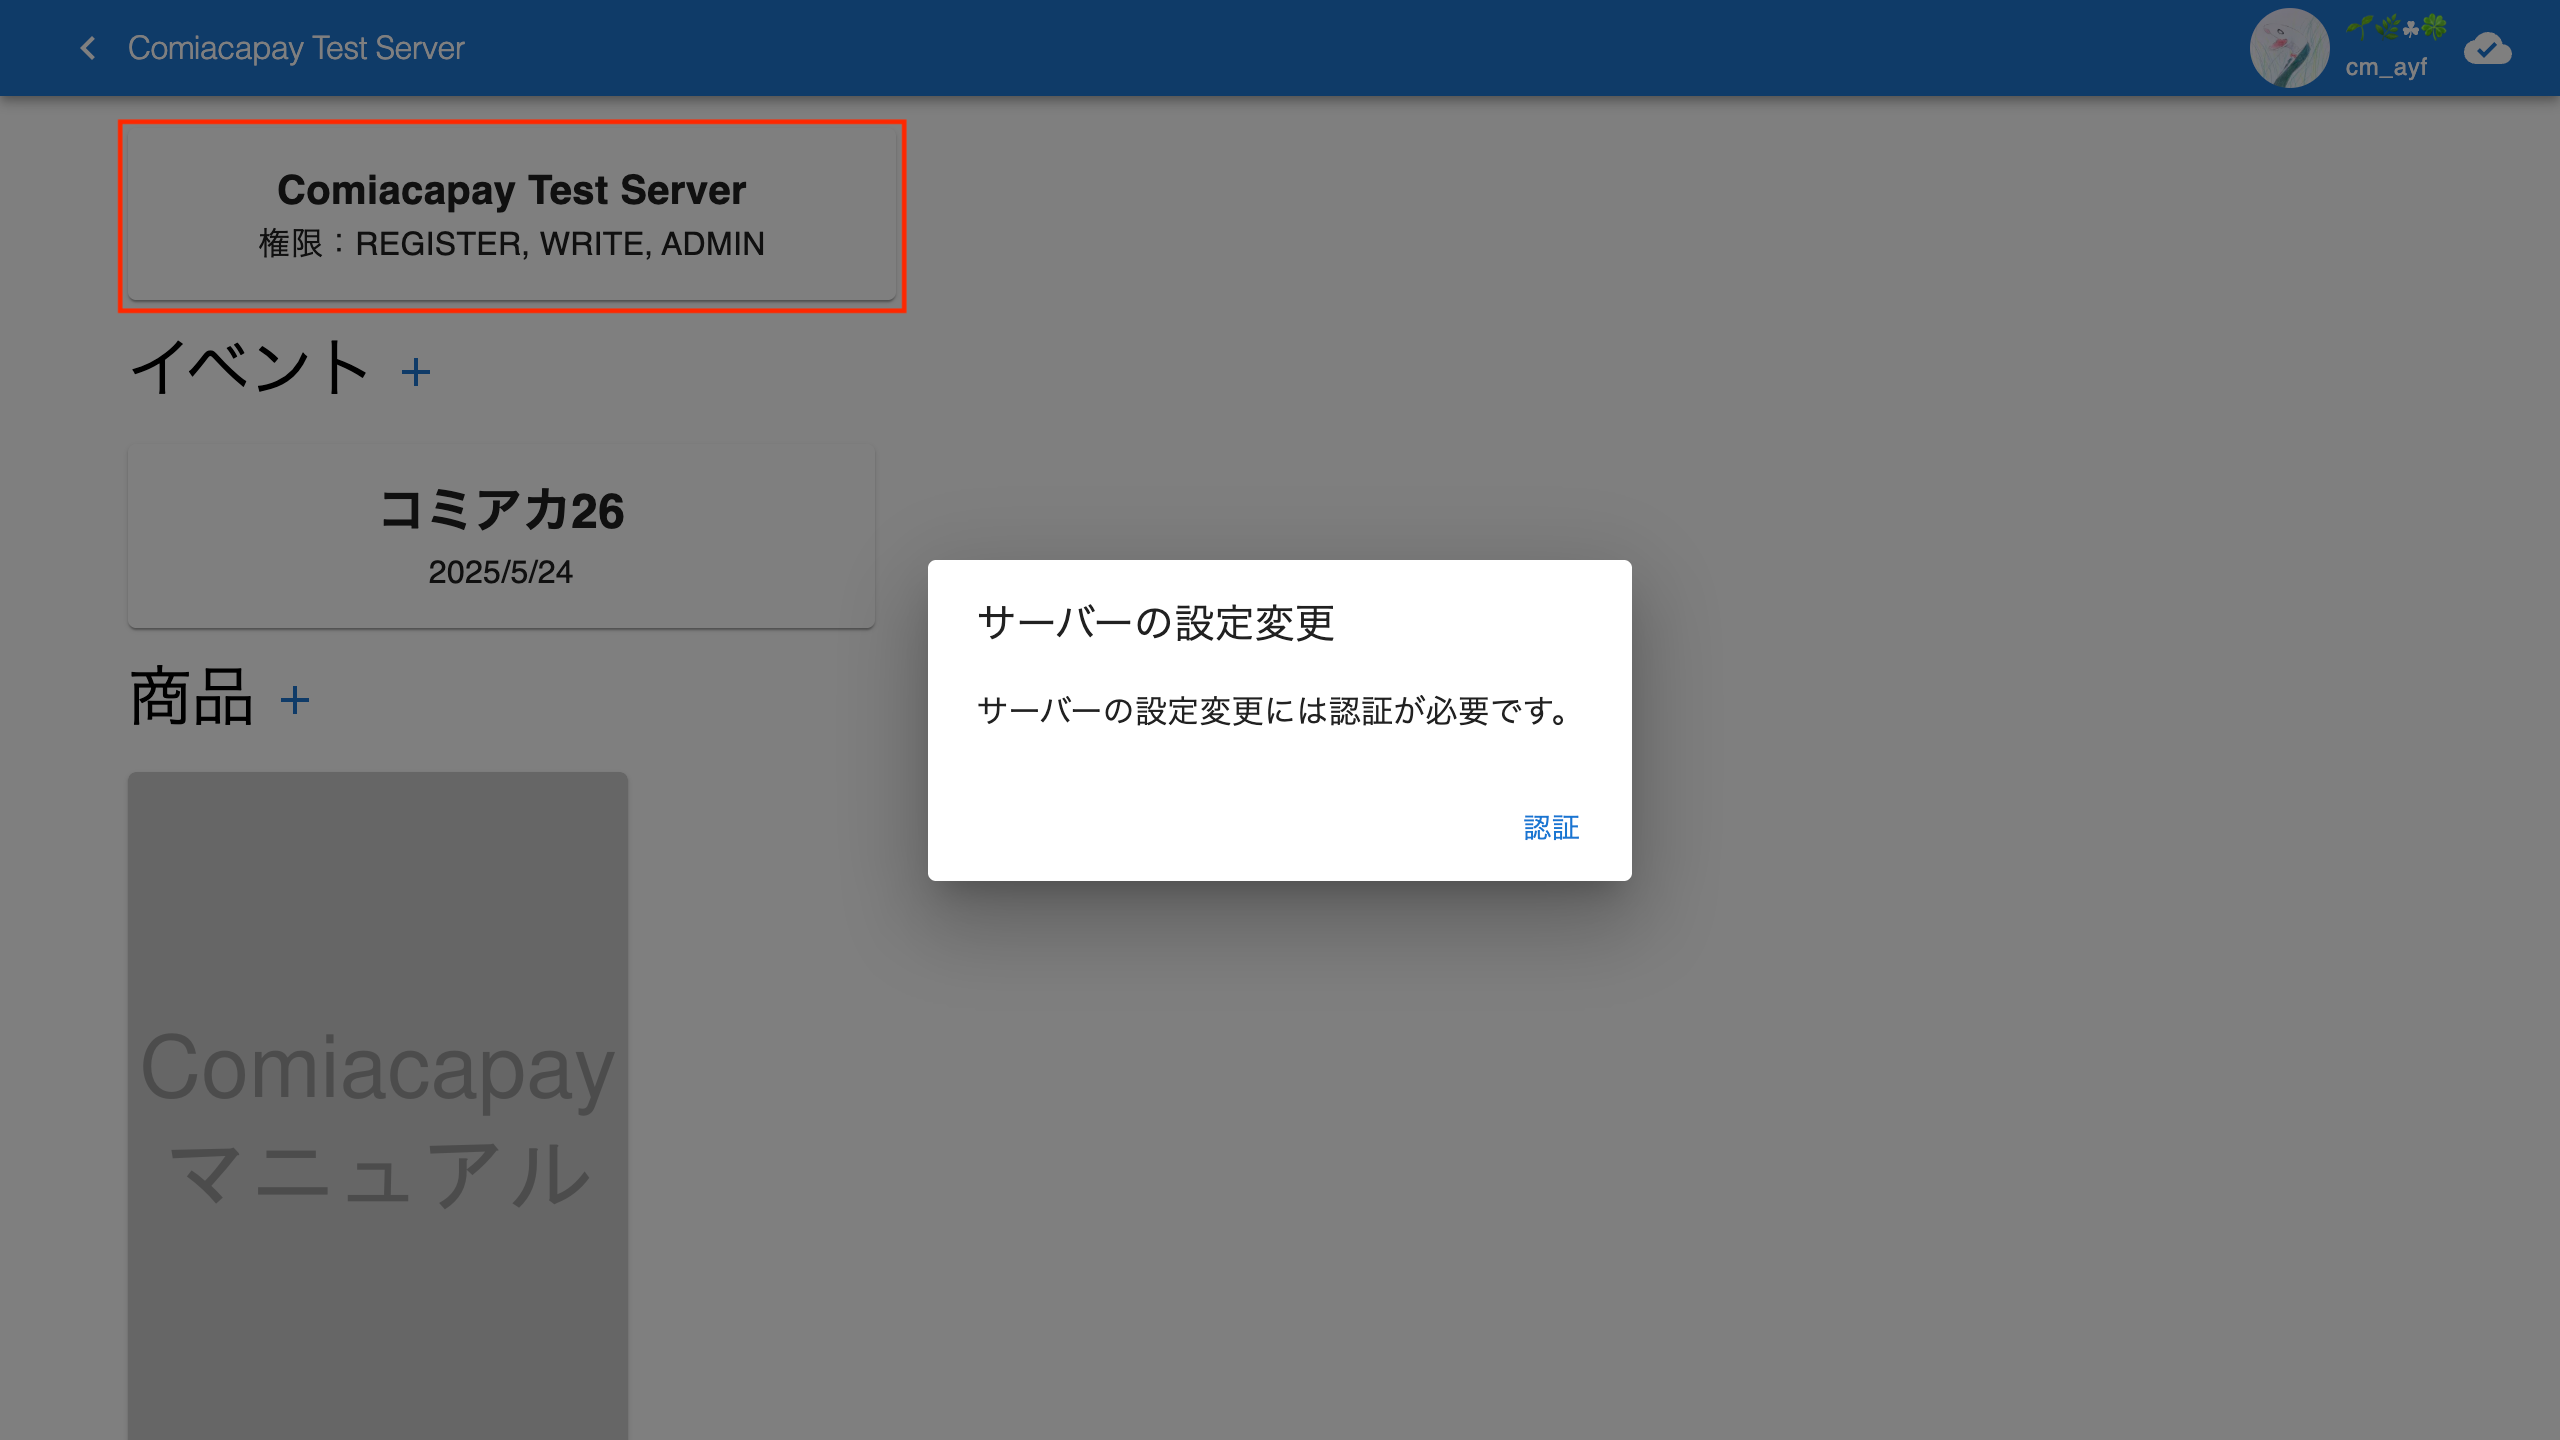 Comiacapay Test Server
🌱🌿☘🍀
cm_ayf
Comiacapay Test Server
権限：REGISTER, WRITE, ADMIN
イベント +
コミアカ26
2025/5/24
サーバーの設定変更
サーバーの設定変更には認証が必要です。
認証
商品 +
Comiacapay
マニュアル